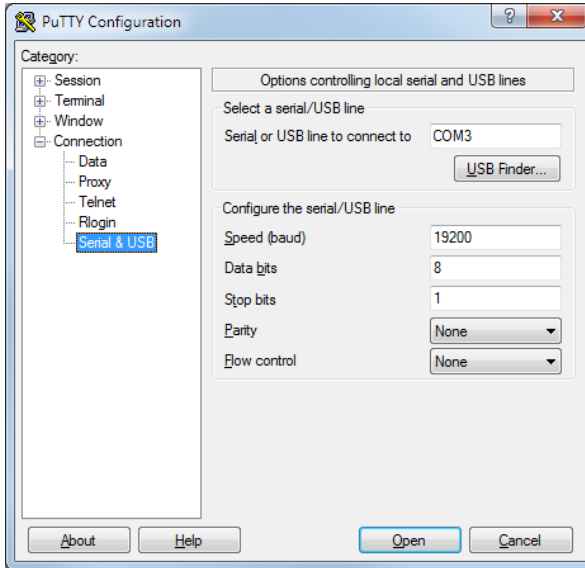 PuTTY Configuration
Category:
Session
Terminal
Window
Connection
Data
Proxy
Telnet
Rlogin
Serial & USB
Options controlling local serial and USB lines
Select a serial/USB line
Serial or USB line to connect to COM3
USB Finder...
Configure the serial/USB line
Speed (baud) 19200
Data bits 8
Stop bits 1
Parity None
Flow control None
About Help Open Cancel